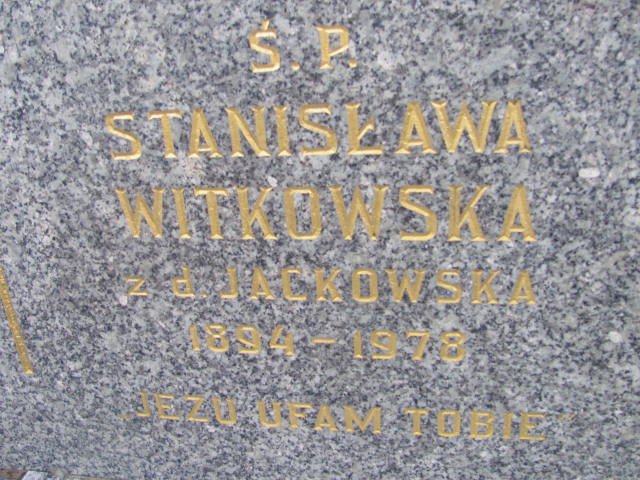 Ś.P.
STANISŁAWA
WITKOWSKA
z d. JACKOWSKA
1894-1978
„JEZU UFAM TOBIE"